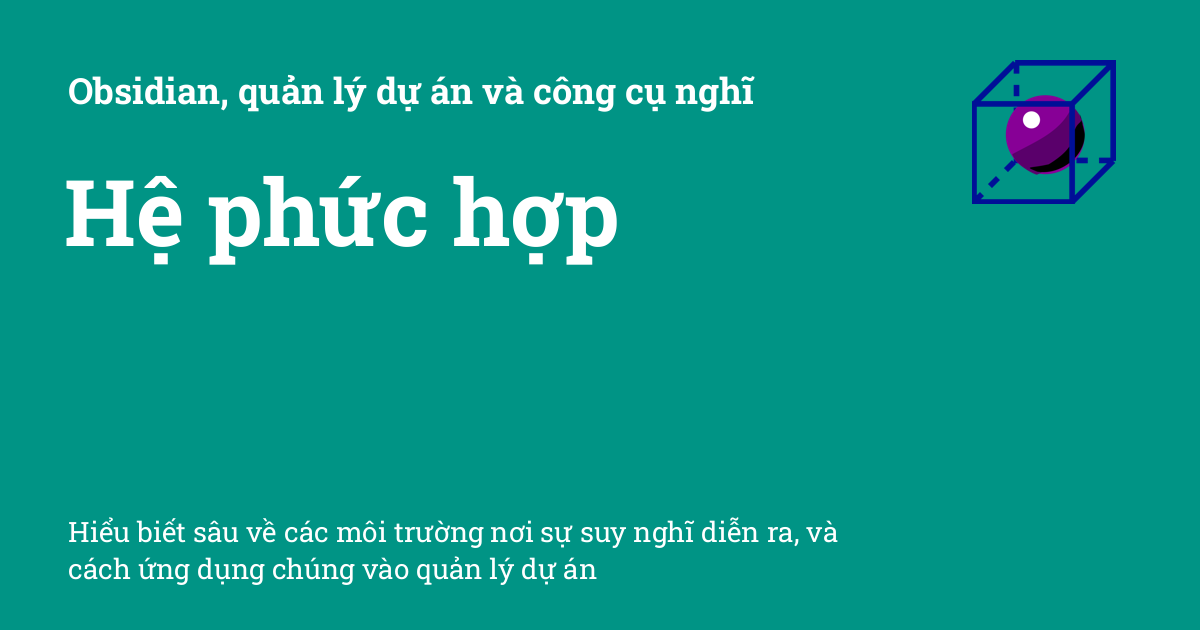 Obsidian, quản lý dự án và công cụ nghĩ
Hệ phức hợp
Hiểu biết sâu về các môi trường nơi sự suy nghĩ diễn ra, và
cách ứng dụng chúng vào quản lý dự án